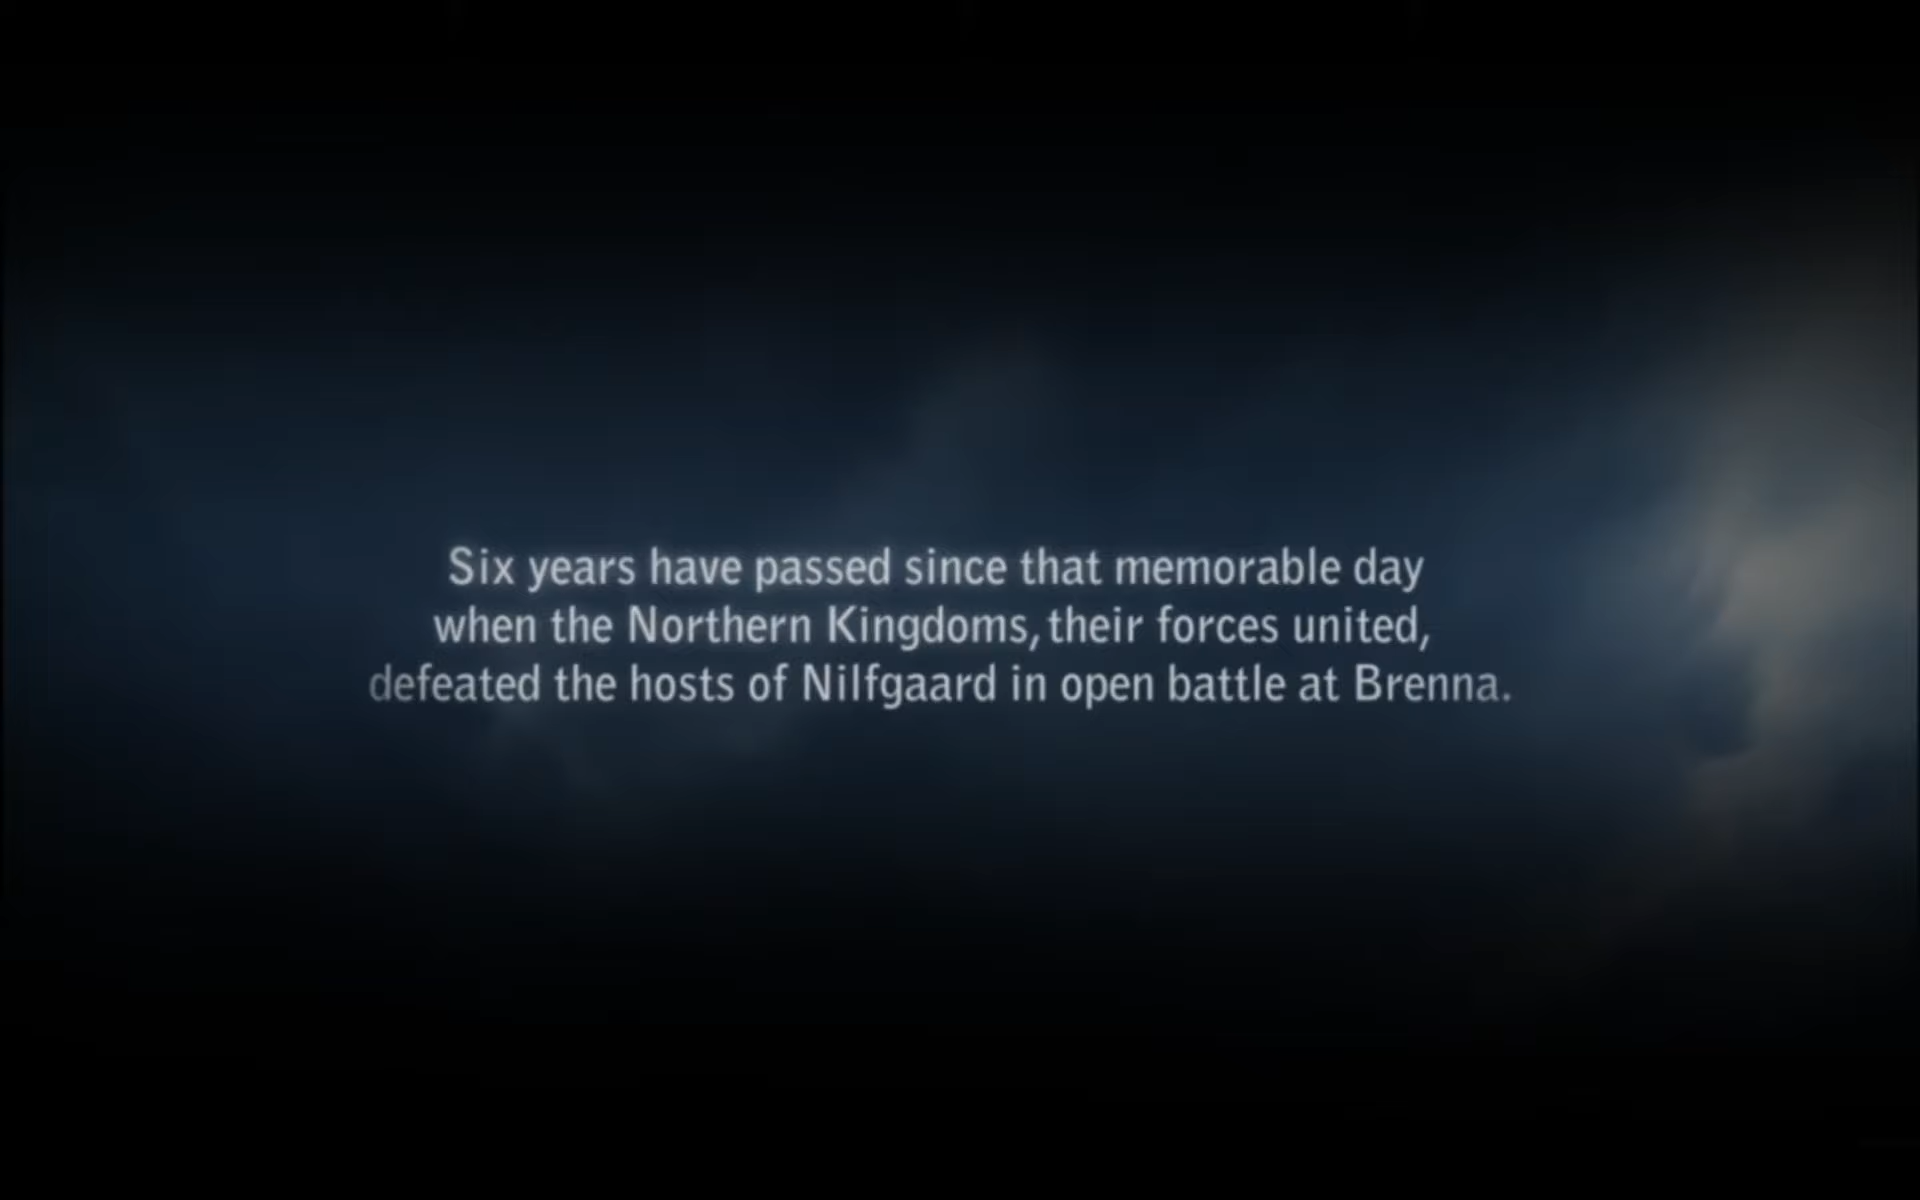 Six years have passed since that memorable day
when the Northern Kingdoms, their forces united,
defeated the hosts of Nilfgaard in open battle at Brenna.